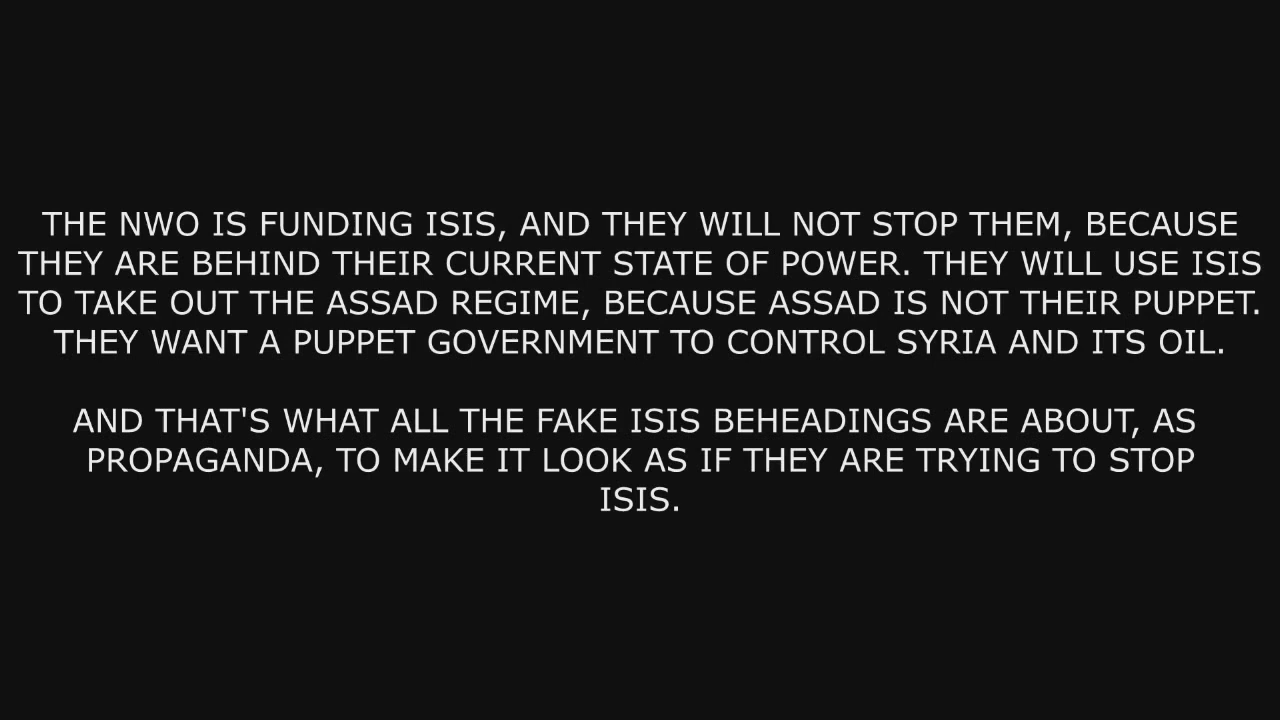 THE NWO IS FUNDING ISIS, AND THEY WILL NOT STOP THEM, BECAUSE
THEY ARE BEHIND THEIR CURRENT STATE OF POWER. THEY WILL USE ISIS
TO TAKE OUT THE ASSAD REGIME, BECAUSE ASSAD IS NOT THEIR PUPPET.
THEY WANT A PUPPET GOVERNMENT TO CONTROL SYRIA AND ITS OIL.
AND THAT'S WHAT ALL THE FAKE ISIS BEHEADINGS ARE ABOUT, AS
PROPAGANDA, TO MAKE IT LOOK AS IF THEY ARE TRYING TO STOP
ISIS.